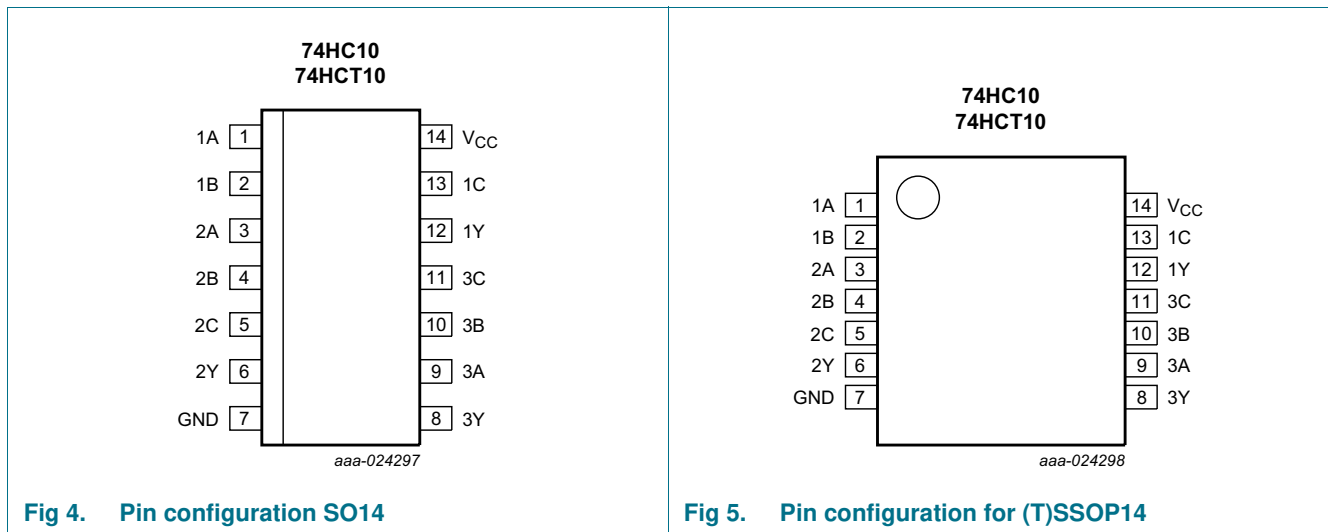 74HC10
74HCT10
1A 1 14 VCC
1B 2 13 1C
2A 3 12 1Y
2B 4 11 3C
2C 5 10 3B
2Y 6 9 3A
GND 7 8 3Y
aaa-024297
Fig 4. Pin configuration SO14
74HC10
74HCT10
1A 1 14 VCC
1B 2 13 1C
2A 3 12 1Y
2B 4 11 3C
2C 5 10 3B
2Y 6 9 3A
GND 7 8 3Y
aaa-024298
Fig 5. Pin configuration for (T)SSOP14